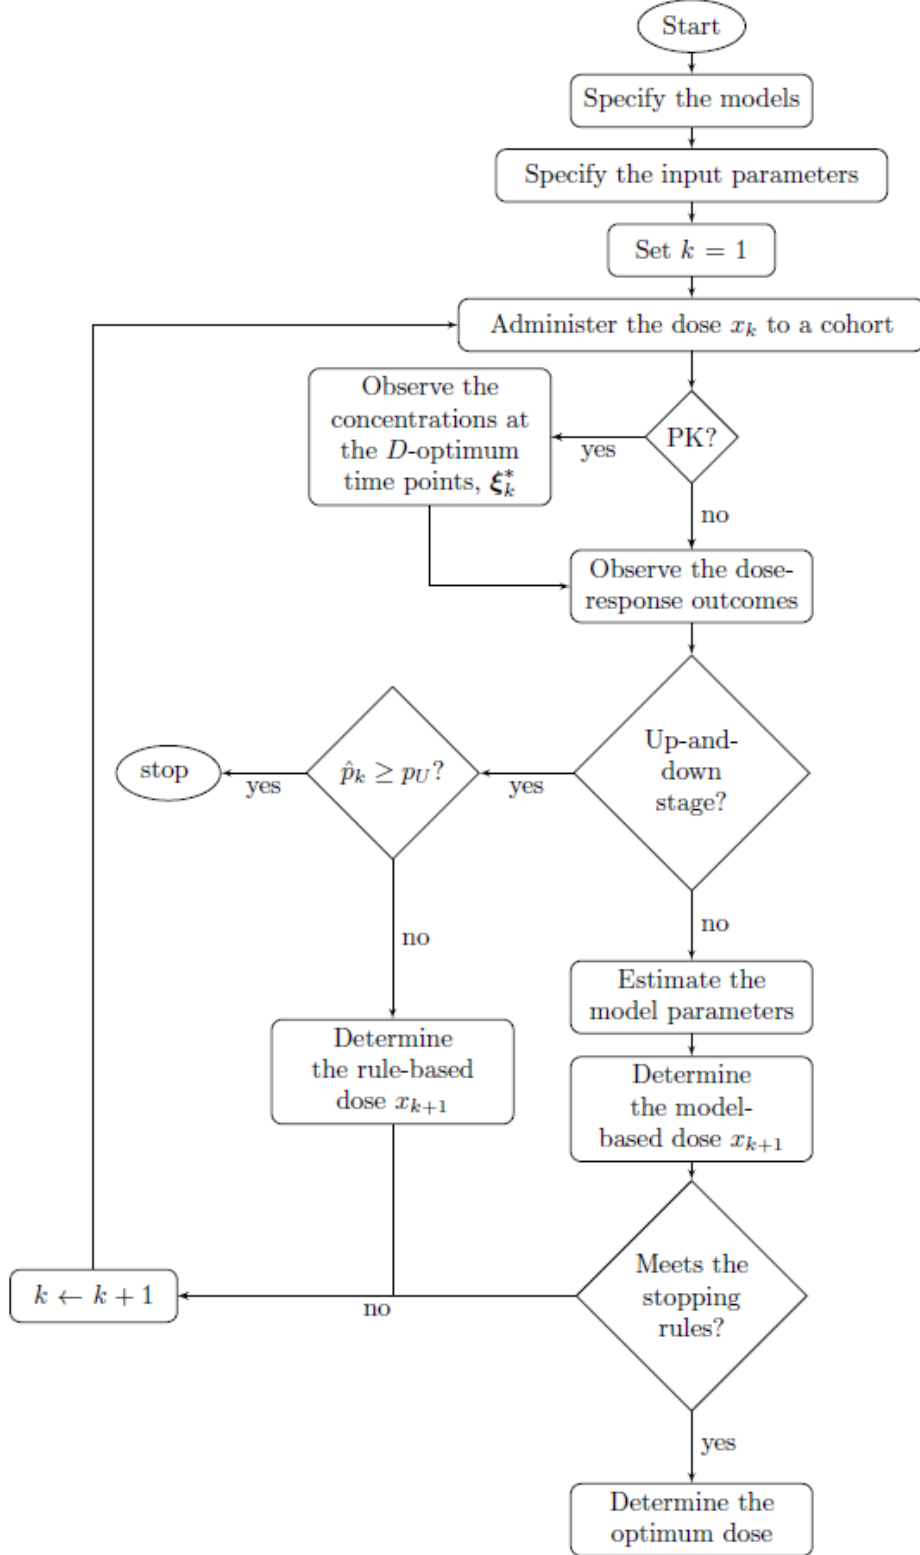 Start
Specify the models
Specify the input parameters
Set k = 1
Administer the dose x_k to a cohort
PK?
yes
Observe the
concentrations at
the D-optimum
time points, ξ*_k
no
Observe the dose-
response outcomes
Up-and-
down
stage?
yes
p̂_k ≥ p_U?
yes
stop
no
Determine
the rule-based
dose x_{k+1}
no
Estimate the
model parameters
Determine
the model-
based dose x_{k+1}
Meets the
stopping
rules?
no
k ← k + 1
yes
Determine the
optimum dose